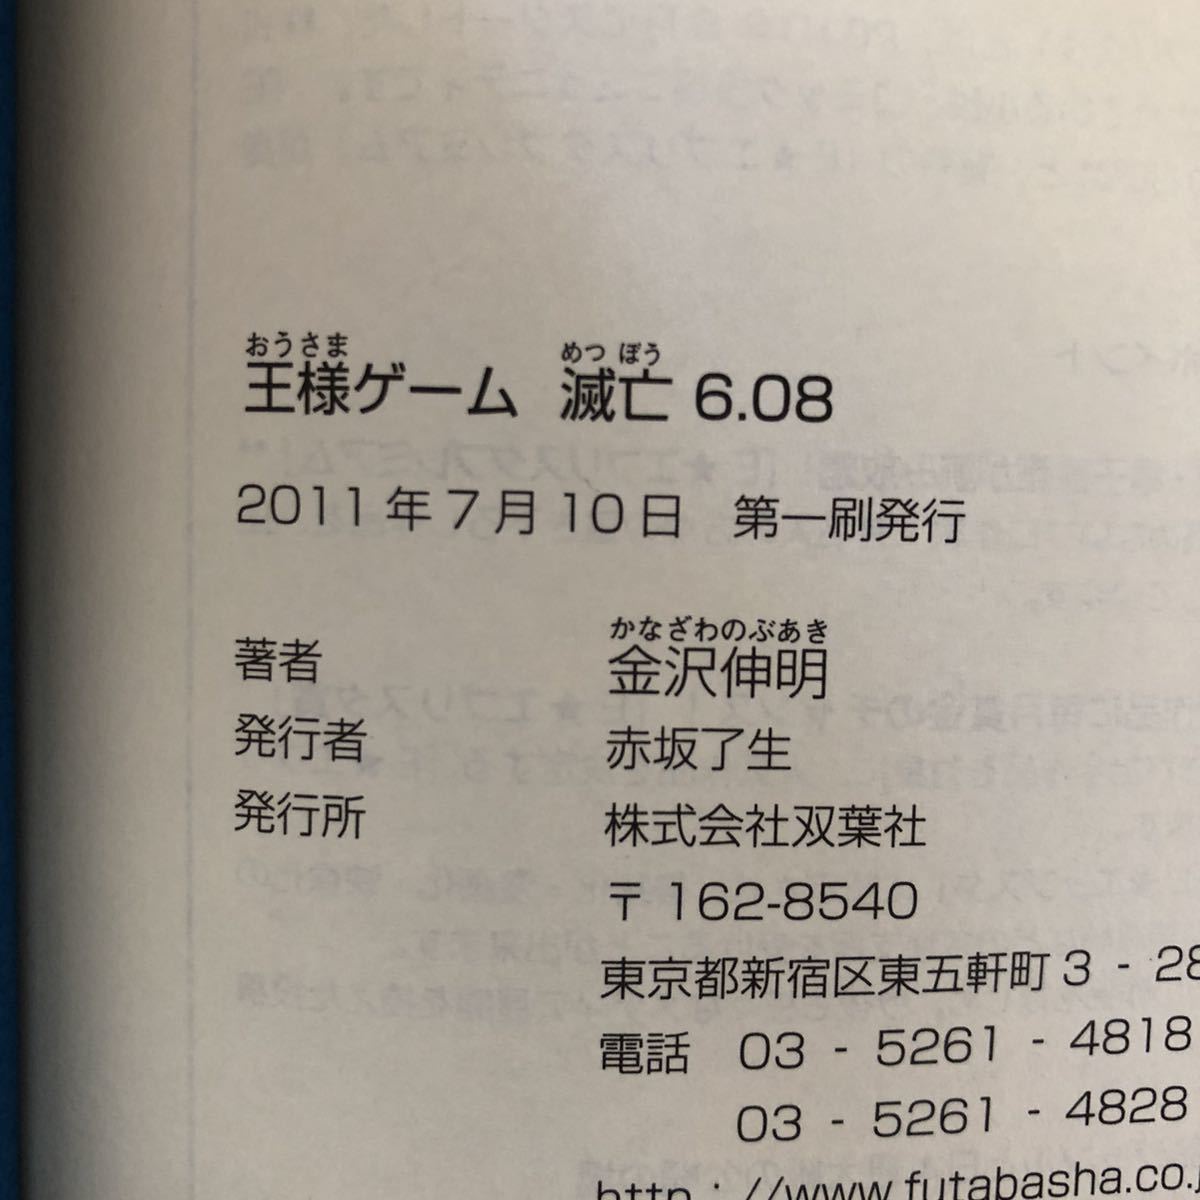 おうさま めつ ぼう
王様ゲーム 滅亡 6.08
2011年7月10日 第一刷発行
かなざわのぶあき
著者 金沢伸明
発行者 赤坂了生
発行所 株式会社双葉社
〒162-8540
東京都新宿区東五軒町3 - 28
電話 03 - 5261 - 4818
03 - 5261 - 4828
http://www.futabasha.co.j